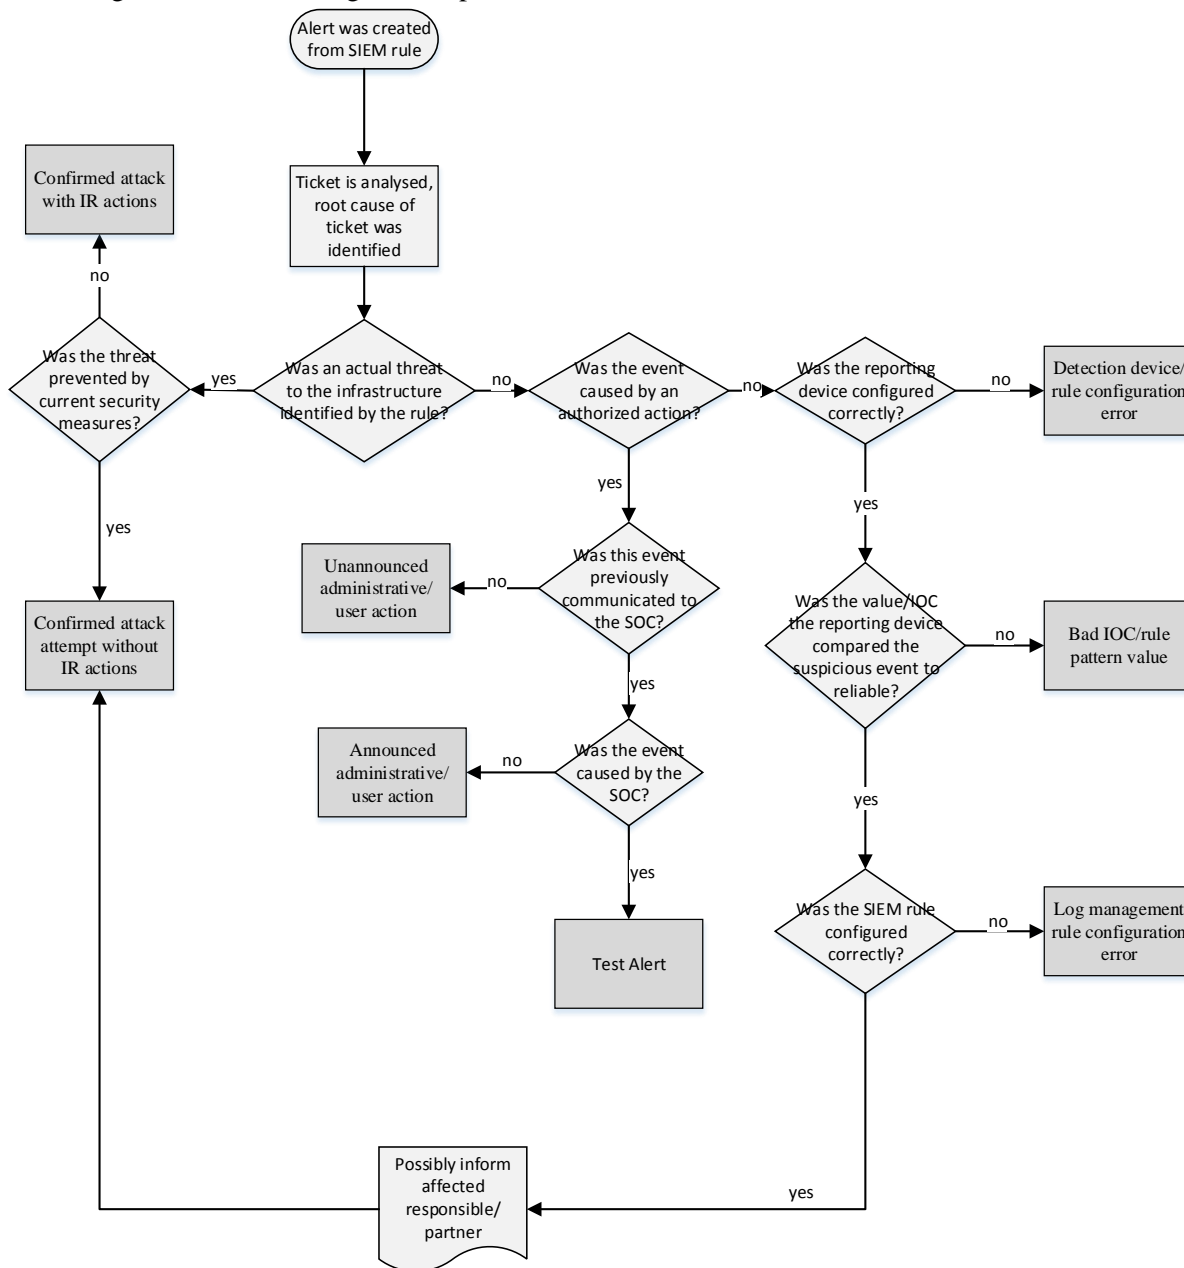 Alert was created
from SIEM rule
Confirmed attack
with IR actions
Ticket is analysed,
root cause of
ticket was
identified
no
Was the threat
prevented by
current security
measures?
yes
Was an actual threat
to the infrastructure
identified by the rule?
no
Was the event
caused by an
authorized action?
no
Was the reporting
device configured
correctly?
no
Detection device/
rule configuration
error
yes
yes
yes
Unannounced
administrative/
user action
no
Was this event
previously
communicated to
the SOC?
Was the value/IOC
the reporting device
compared the
suspicious event to
reliable?
no
Bad IOC/rule
pattern value
Confirmed attack
attempt without
IR actions
yes
Announced
administrative/
user action
no
Was the event
caused by the
SOC?
yes
yes
Was the SIEM rule
configured
correctly?
no
Log management
rule configuration
error
Test Alert
Possibly inform
affected
responsible/
partner
yes